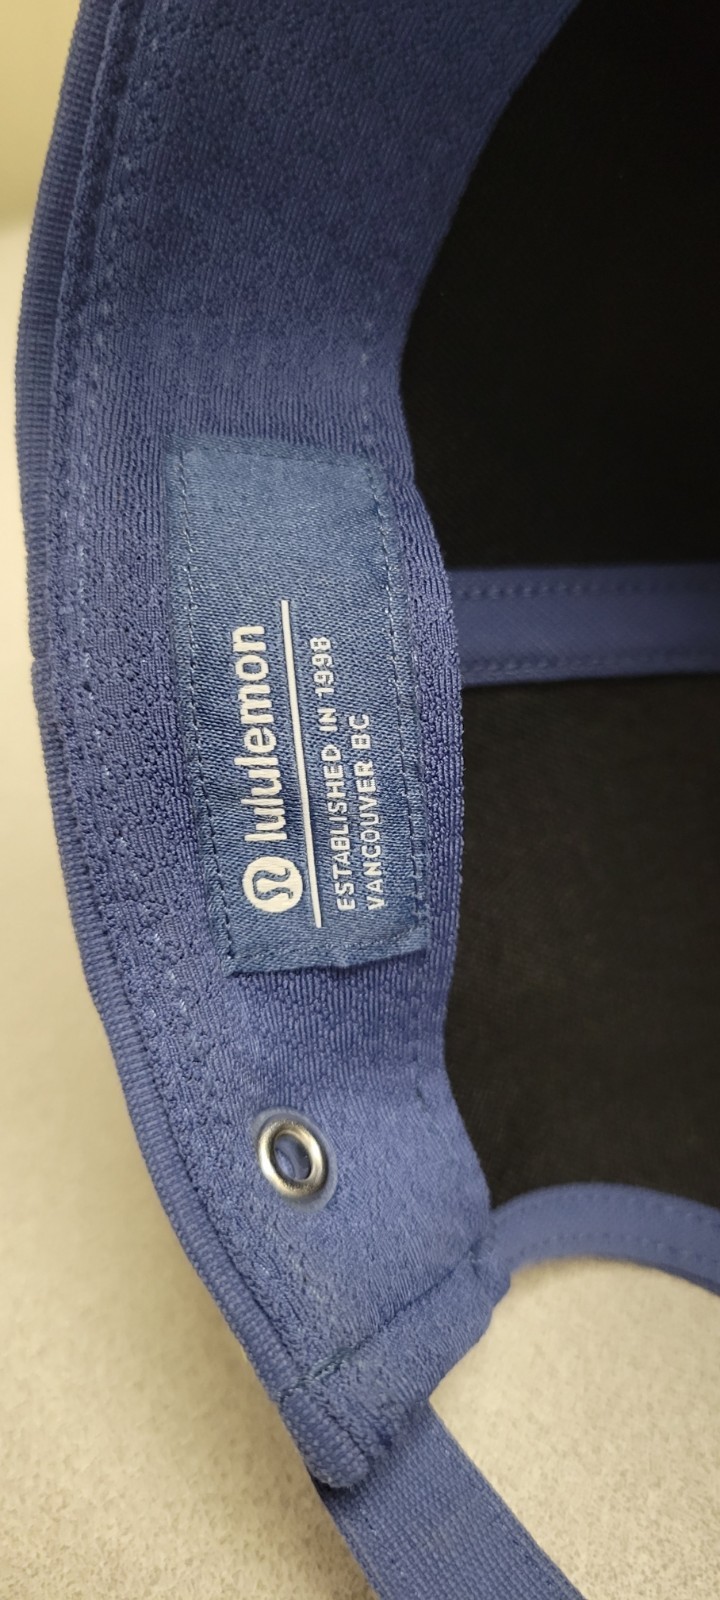 lululemon
ESTABLISHED IN 1998
VANCOUVER BC